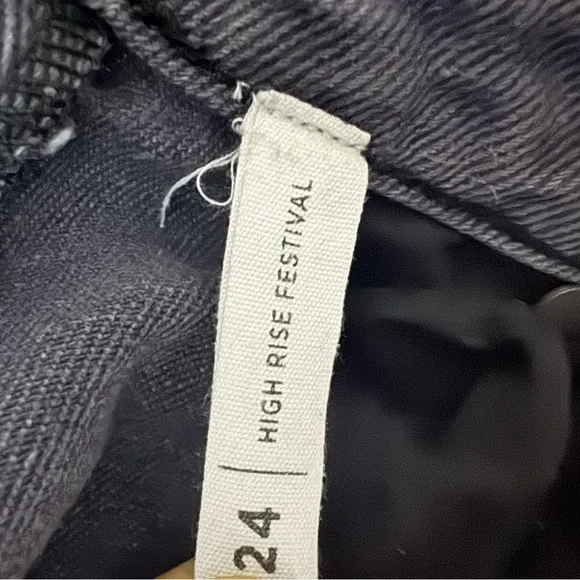 24 | HIGH RISE FESTIVAL